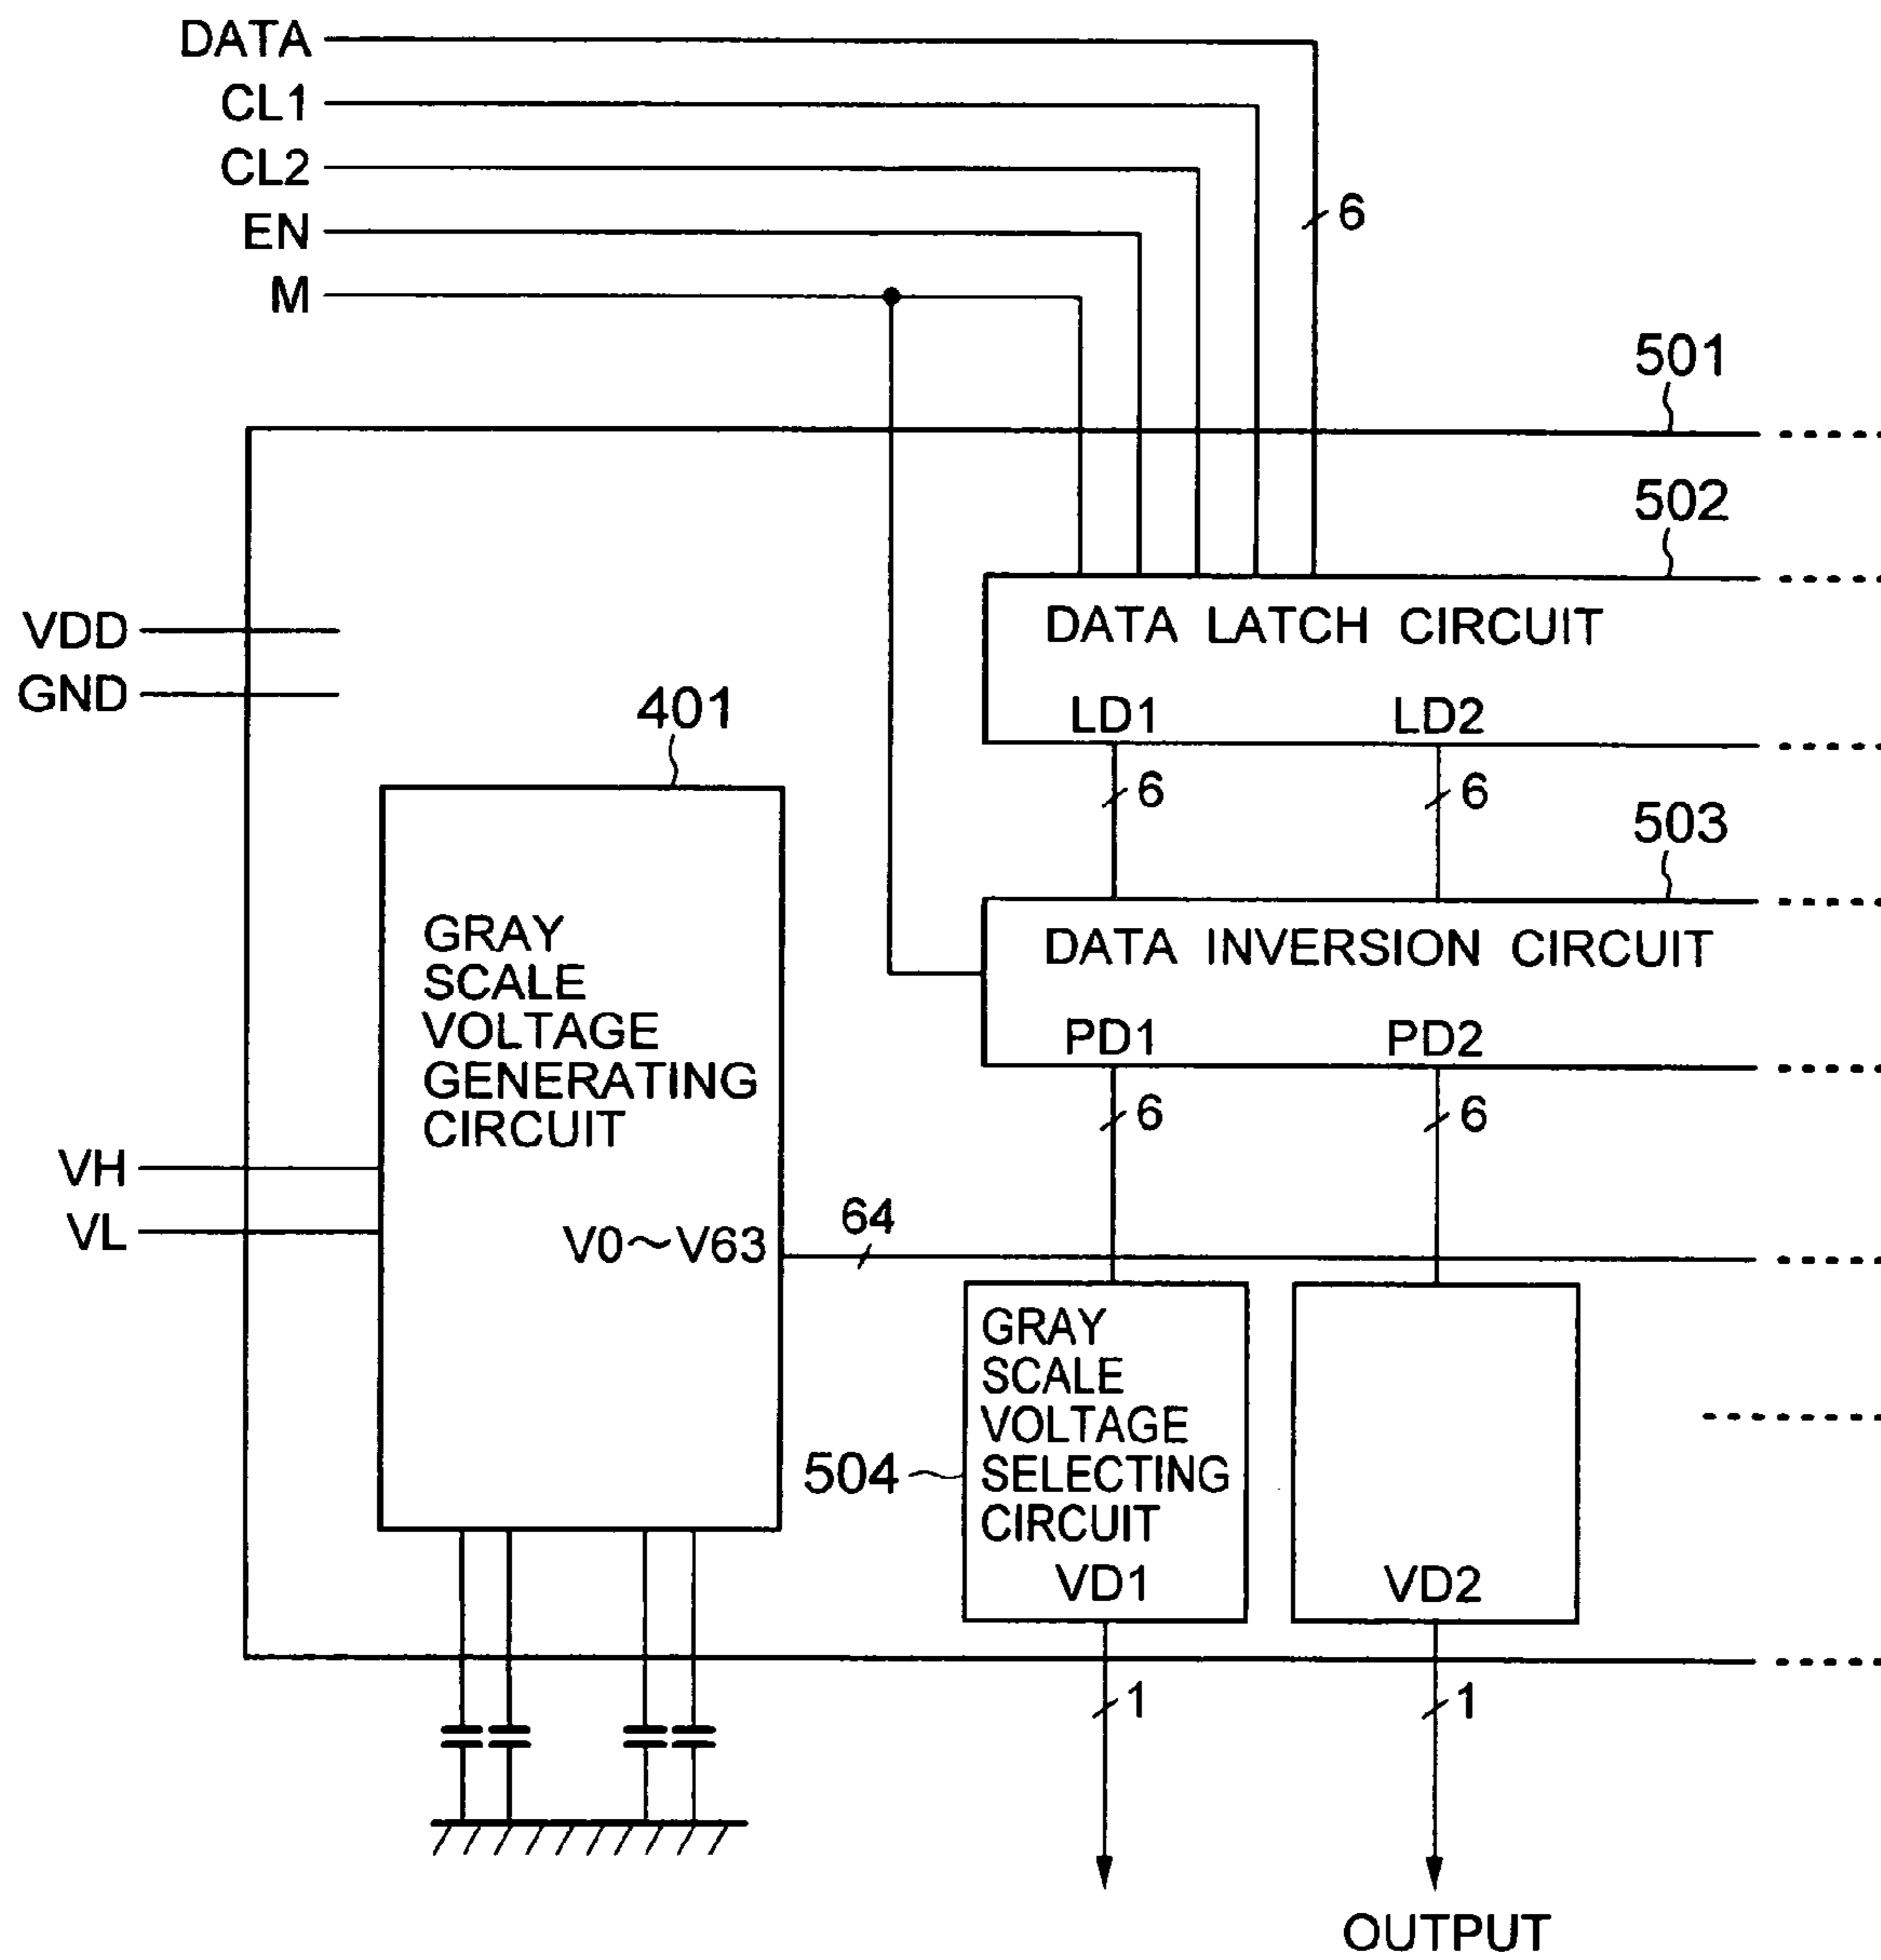 DATA
CL1
CL2
EN
M
6
501
502
VDD
GND
DATA LATCH CIRCUIT
LD1 LD2
401
6 6
503
GRAY
SCALE
VOLTAGE
GENERATING
CIRCUIT
DATA INVERSION CIRCUIT
PD1 PD2
6 6
VH
VL
V0～V63
64
GRAY
SCALE
VOLTAGE
SELECTING
CIRCUIT
504
VD1
VD2
1 1
OUTPUT